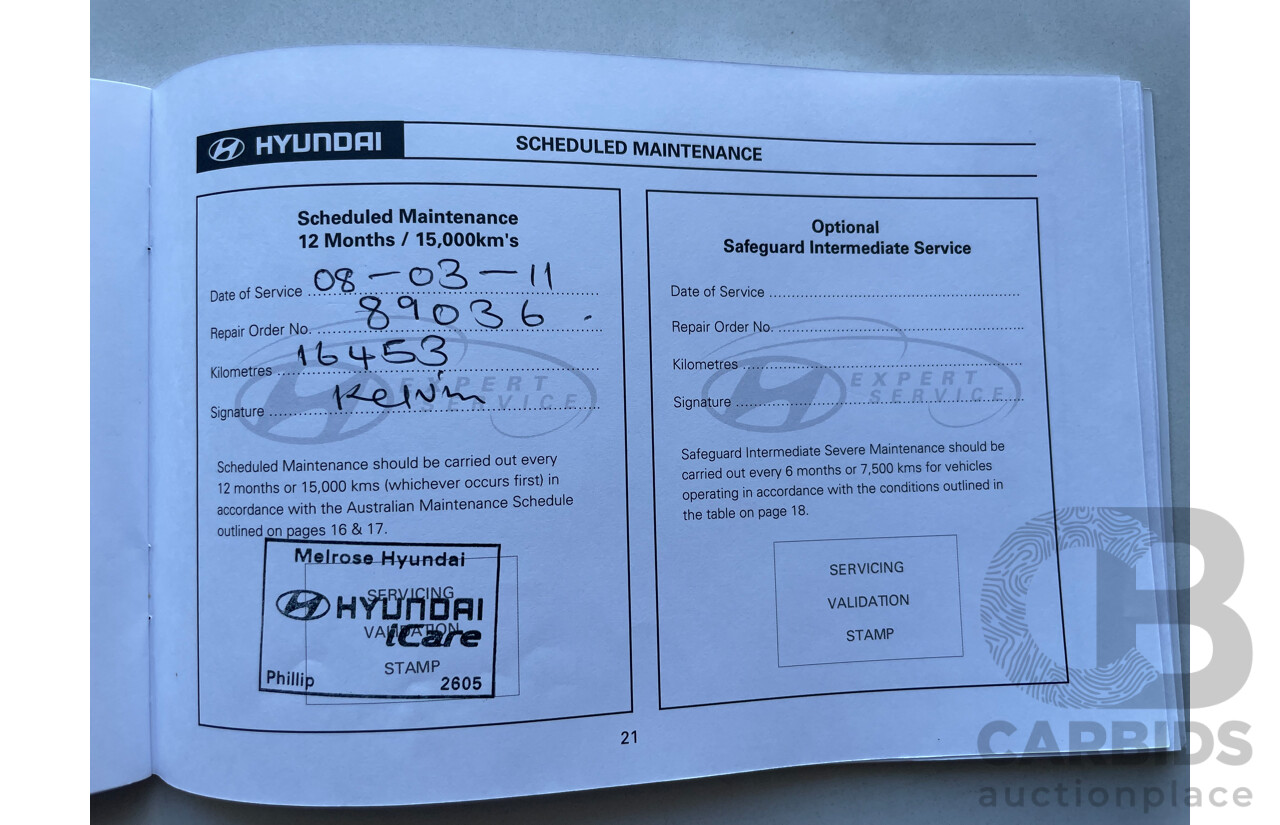 HYUNDAI
SCHEDULED MAINTENANCE
Scheduled Maintenance
12 Months / 15,000km's
Date of Service 08-03-11
Repair Order No. 89036
Kilometres 16453
Signature Kelvin
EXPERT
SERVICE
Scheduled Maintenance should be carried out every
12 months or 15,000 kms (whichever occurs first) in
accordance with the Australian Maintenance Schedule
outlined on pages 16 & 17.
Melrose Hyundai
SERVICING
HYUNDAI
VALIDATION
iCare
STAMP
Phillip 2605
Optional
Safeguard Intermediate Service
Date of Service
Repair Order No.
Kilometres
Signature
EXPERT
SERVICE
Safeguard Intermediate Severe Maintenance should be
carried out every 6 months or 7,500 kms for vehicles
operating in accordance with the conditions outlined in
the table on page 18.
SERVICING
VALIDATION
STAMP
21
CB
CARBIDS
auctionplace